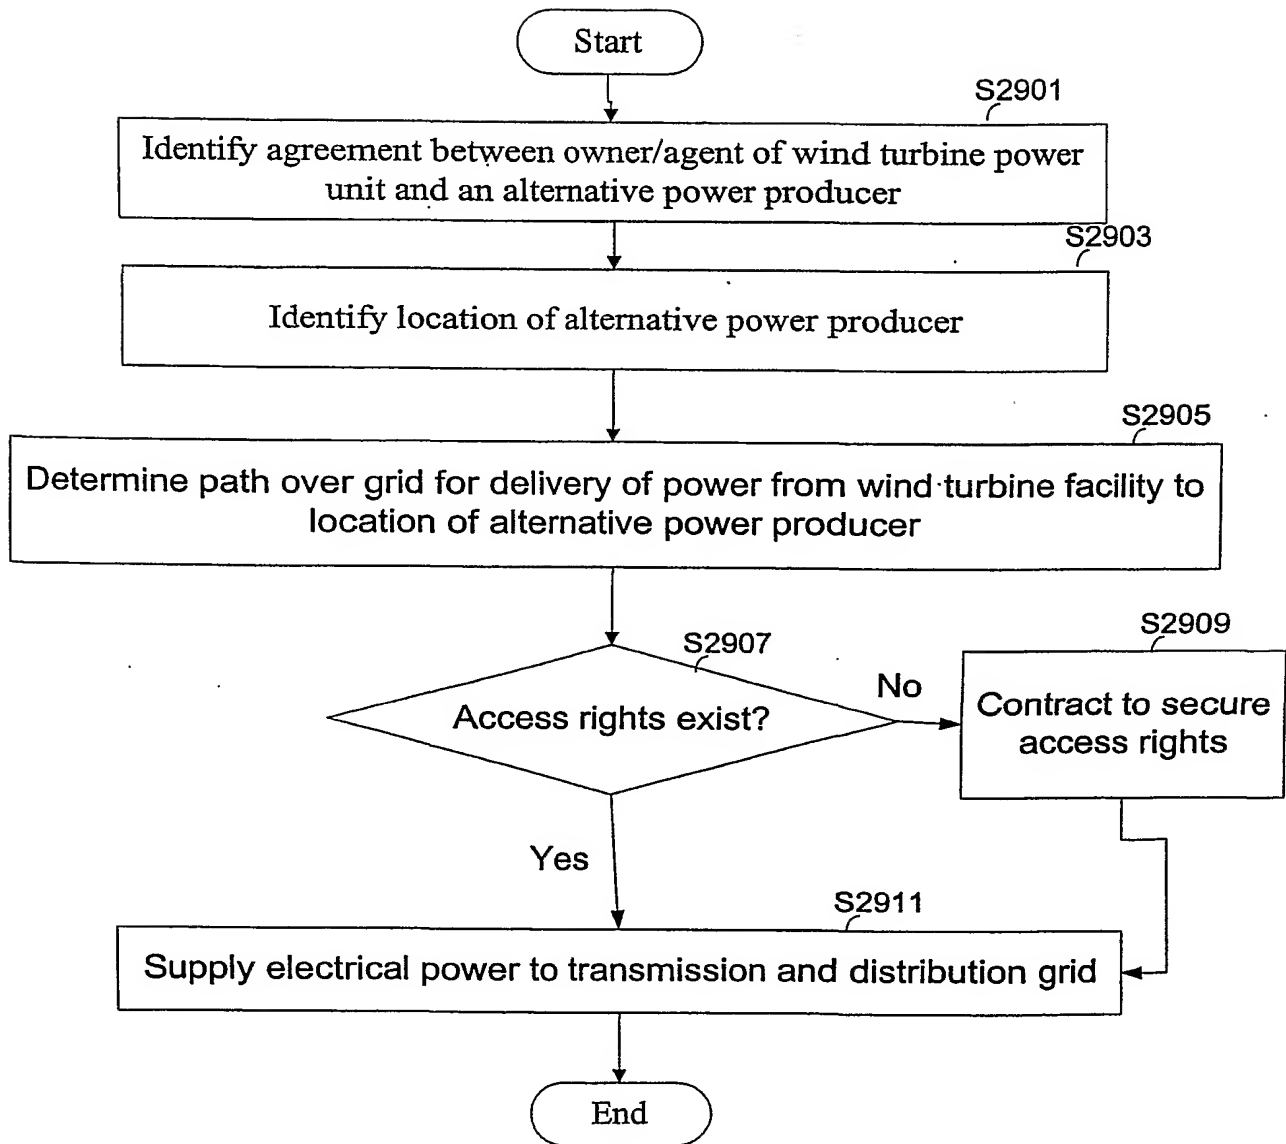 Start
S2901
Identify agreement between owner/agent of wind turbine power
unit and an alternative power producer
S2903
Identify location of alternative power producer
S2905
Determine path over grid for delivery of power from wind turbine facility to
location of alternative power producer
S2907
Access rights exist?
No
S2909
Contract to secure
access rights
Yes
S2911
Supply electrical power to transmission and distribution grid
End